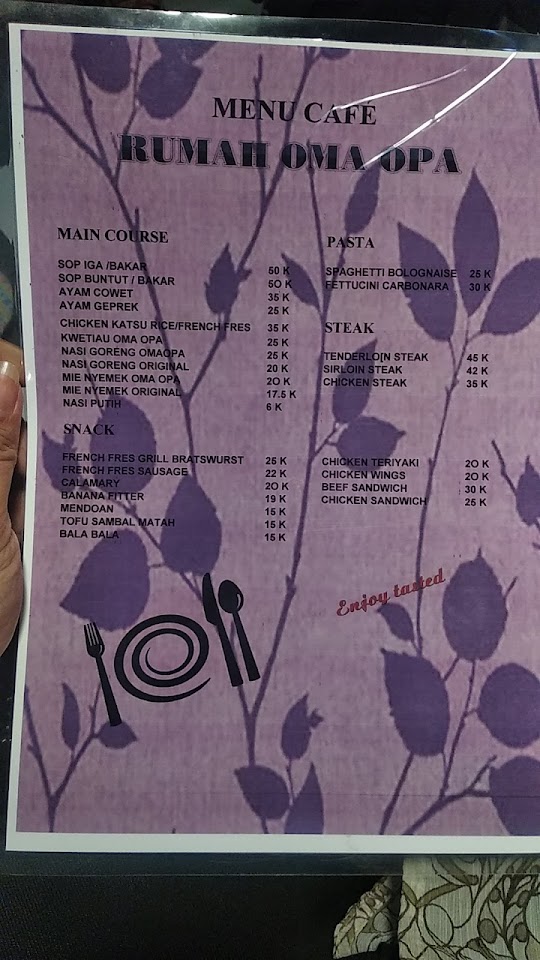 MENU CAFÉ
RUMAH OMA OPA
MAIN COURSE
SOP IGA /BAKAR 50 K
SOP BUNTUT / BAKAR 50 K
AYAM COWET 35 K
AYAM GEPREK 25 K
CHICKEN KATSU RICE/FRENCH FRES 35 K
KWETIAU OMA OPA 25 K
NASI GORENG OMAOPA 25 K
NASI GORENG ORIGINAL 20 K
MIE NYEMEK OMA OPA 20 K
MIE NYEMEK ORIGINAL 17.5 K
NASI PUTIH 6 K
PASTA
SPAGHETTI BOLOGNAISE 25 K
FETTUCINI CARBONARA 30 K
STEAK
TENDERLO[N STEAK 45 K
SIRLOIN STEAK 42 K
CHICKEN STEAK 35 K
SNACK
FRENCH FRES GRILL BRATSWURST 25 K
FRENCH FRES SAUSAGE 22 K
CALAMARY 20 K
BANANA FITTER 19 K
MENDOAN 15 K
TOFU SAMBAL MATAH 15 K
BALA BALA 15 K
CHICKEN TERIYAKI 20 K
CHICKEN WINGS 20 K
BEEF SANDWICH 30 K
CHICKEN SANDWICH 25 K
Enjoy tasted